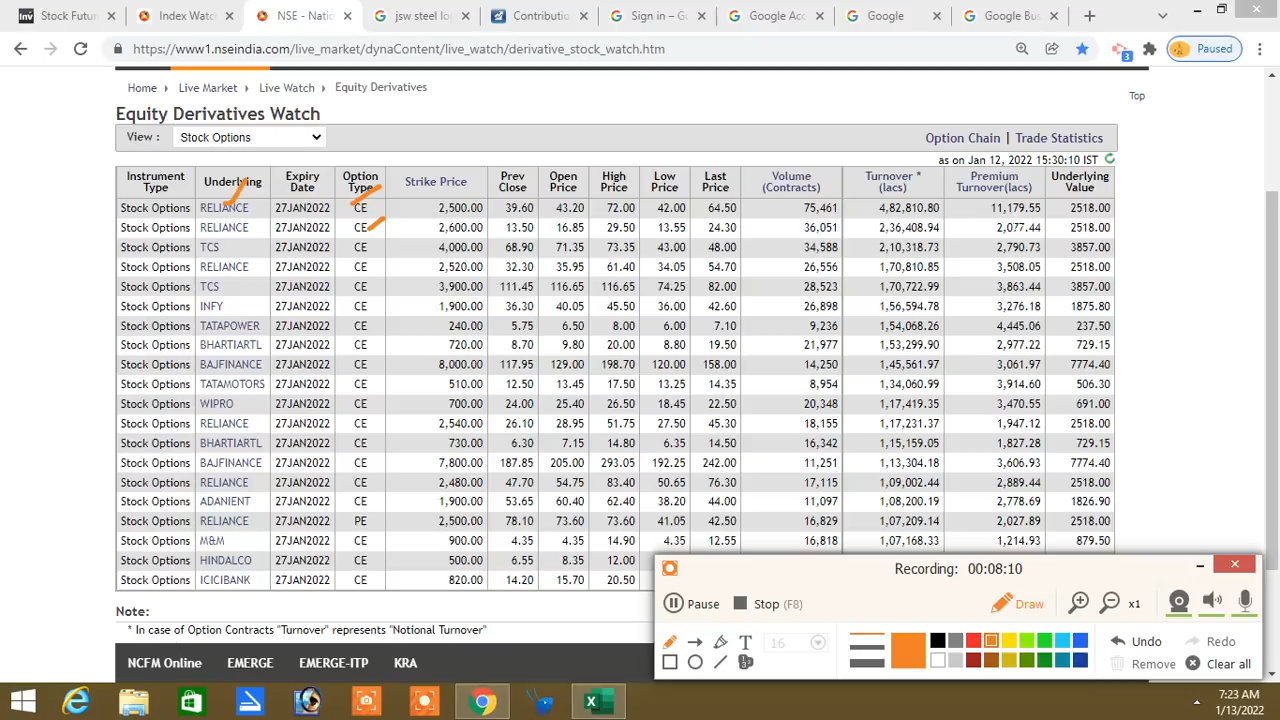 Stock Futur
Index Watch
NSE - Natio
jsw steel lo
Contributio
Sign in – Go
Google Acc
Google
Google Bus
https://www1.nseindia.com/live_market/dynaContent/live_watch/derivative_stock_watch.htm
3
Paused
Home Live Market Live Watch Equity Derivatives
Top
Equity Derivatives Watch
View : Stock Options
Option Chain | Trade Statistics
as on Jan 12, 2022 15:30:10 IST
Instrument Type Underlying Expiry Date Option Type Strike Price Prev Close Open Price High Price Low Price Last Price Volume (Contracts) Turnover * (lacs) Premium Turnover(lacs) Underlying Value
Stock Options RELIANCE 27JAN2022 CE 2,500.00 39.60 43.20 72.00 42.00 64.50 75,461 4,82,810.80 11,179.55 2518.00
Stock Options RELIANCE 27JAN2022 CE 2,600.00 13.50 16.85 29.50 13.55 24.30 36,051 2,36,408.94 2,077.44 2518.00
Stock Options TCS 27JAN2022 CE 4,000.00 68.90 71.35 73.35 43.00 48.00 34,588 2,10,318.73 2,790.73 3857.00
Stock Options RELIANCE 27JAN2022 CE 2,520.00 32.30 35.95 61.40 34.05 54.70 26,556 1,70,810.85 3,508.05 2518.00
Stock Options TCS 27JAN2022 CE 3,900.00 111.45 116.65 116.65 74.25 82.00 28,523 1,70,722.99 3,863.44 3857.00
Stock Options INFY 27JAN2022 CE 1,900.00 36.30 40.05 45.50 36.00 42.60 26,898 1,56,594.78 3,276.18 1875.80
Stock Options TATAPOWER 27JAN2022 CE 240.00 5.75 6.50 8.00 6.00 7.10 9,236 1,54,068.26 4,445.06 237.50
Stock Options BHARTIARTL 27JAN2022 CE 720.00 8.70 9.80 20.00 8.80 19.50 21,977 1,53,299.90 2,977.22 729.15
Stock Options BAJFINANCE 27JAN2022 CE 8,000.00 117.95 129.00 198.70 120.00 158.00 14,250 1,45,561.97 3,061.97 7774.40
Stock Options TATAMOTORS 27JAN2022 CE 510.00 12.50 13.45 17.50 13.25 14.35 8,954 1,34,060.99 3,914.60 506.30
Stock Options WIPRO 27JAN2022 CE 700.00 24.00 25.40 26.50 18.45 22.50 20,348 1,17,419.35 3,470.55 691.00
Stock Options RELIANCE 27JAN2022 CE 2,540.00 26.10 28.95 51.75 27.50 45.30 18,155 1,17,231.37 1,947.12 2518.00
Stock Options BHARTIARTL 27JAN2022 CE 730.00 6.30 7.15 14.80 6.35 14.50 16,342 1,15,159.05 1,827.28 729.15
Stock Options BAJFINANCE 27JAN2022 CE 7,800.00 187.85 205.00 293.05 192.25 242.00 11,251 1,13,304.18 3,606.93 7774.40
Stock Options RELIANCE 27JAN2022 CE 2,480.00 47.70 54.75 83.40 50.65 76.30 17,115 1,09,002.44 2,889.44 2518.00
Stock Options ADANIENT 27JAN2022 CE 1,900.00 53.65 60.40 62.40 38.20 44.00 11,097 1,08,200.19 2,778.69 1826.90
Stock Options RELIANCE 27JAN2022 PE 2,500.00 78.10 73.60 73.60 41.05 42.50 16,829 1,07,209.14 2,027.89 2518.00
Stock Options M&M 27JAN2022 CE 900.00 4.35 4.35 14.90 4.35 12.55 16,818 1,07,168.33 1,214.93 879.50
Stock Options HINDALCO 27JAN2022 CE 500.00 6.55 8.35 12.00
Stock Options ICICIBANK 27JAN2022 CE 820.00 14.20 15.70 20.50
Note:
* In case of Option Contracts "Turnover" represents "Notional Turnover"
NCFM Online EMERGE EMERGE-ITP KRA
Recording: 00:08:10
Pause Stop (F8) Draw x1
T 16 Undo Redo
Remove Clear all
7:23 AM
1/13/2022